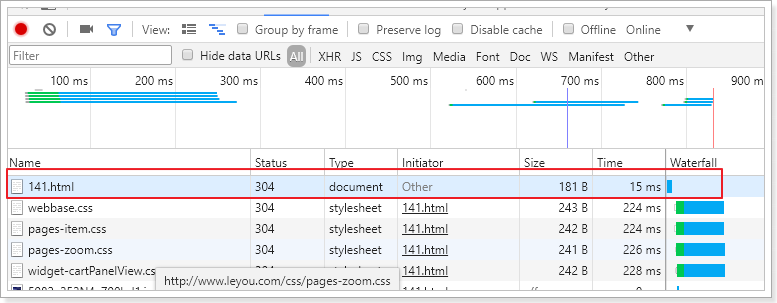 View: Group by frame Preserve log Disable cache Offline Online
Filter Hide data URLs All XHR JS CSS Img Media Font Doc WS Manifest Other
100 ms 200 ms 300 ms 400 ms 500 ms 600 ms 700 ms 800 ms 900 ms
Name Status Type Initiator Size Time Waterfall
141.html 304 document Other 181 B 15 ms
webbase.css 304 stylesheet 141.html 243 B 224 ms
pages-item.css 304 stylesheet 141.html 242 B 224 ms
pages-zoom.css 304 stylesheet 141.html 241 B 226 ms
widget-cartPanelView.css 304 stylesheet 141.html 242 B 228 ms
http://www.leyou.com/css/pages-zoom.css